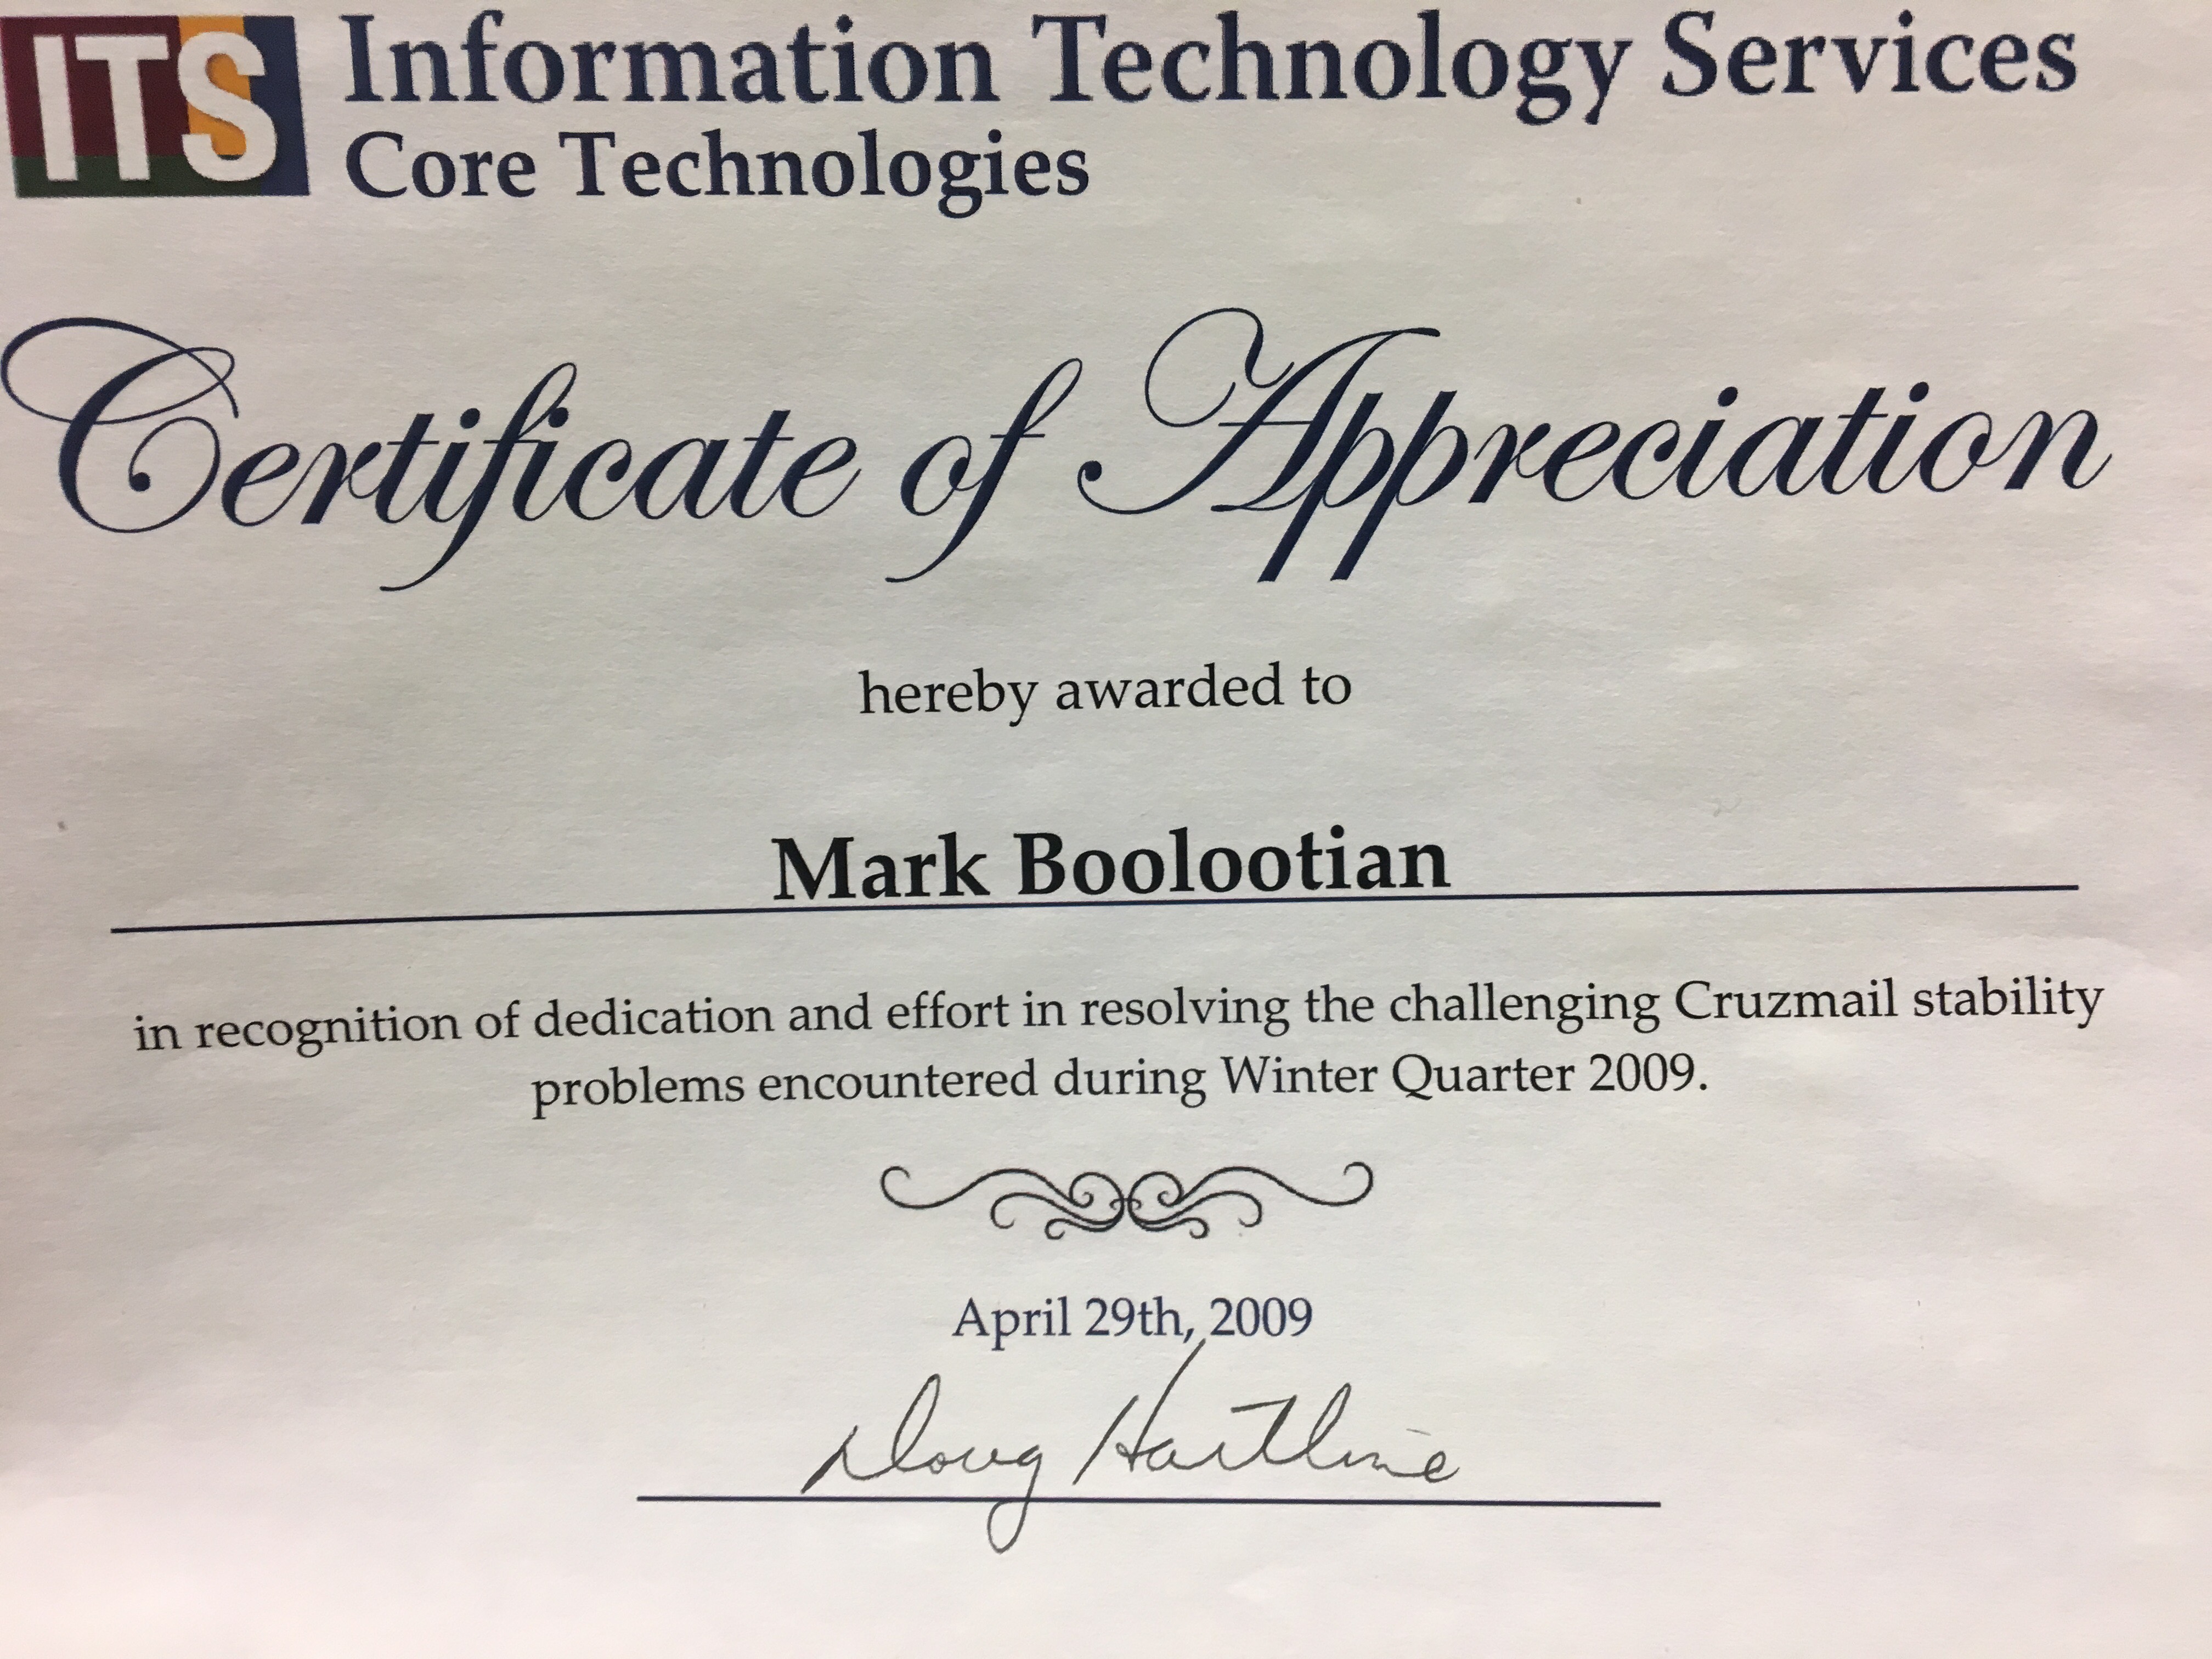 ITS
Information Technology Services
Core Technologies
Certificate of Appreciation
hereby awarded to
Mark Boolootian
in recognition of dedication and effort in resolving the challenging Cruzmail stability
problems encountered during Winter Quarter 2009.
April 29th, 2009
Doug Hartline